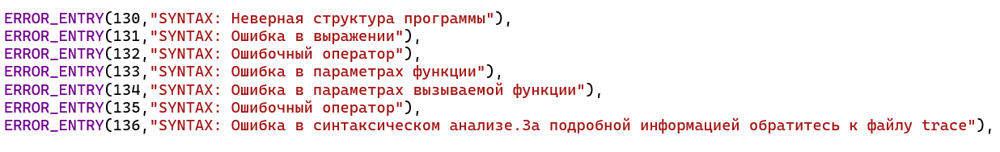 ERROR_ENTRY(130,"SYNTAX: Неверная структура программы"),
ERROR_ENTRY(131,"SYNTAX: Ошибка в выражении"),
ERROR_ENTRY(132,"SYNTAX: Ошибочный оператор"),
ERROR_ENTRY(133,"SYNTAX: Ошибка в параметрах функции"),
ERROR_ENTRY(134,"SYNTAX: Ошибка в параметрах вызываемой функции"),
ERROR_ENTRY(135,"SYNTAX: Ошибочный оператор"),
ERROR_ENTRY(136,"SYNTAX: Ошибка в синтаксическом анализе.За подробной информацией обратитесь к файлу trace"),